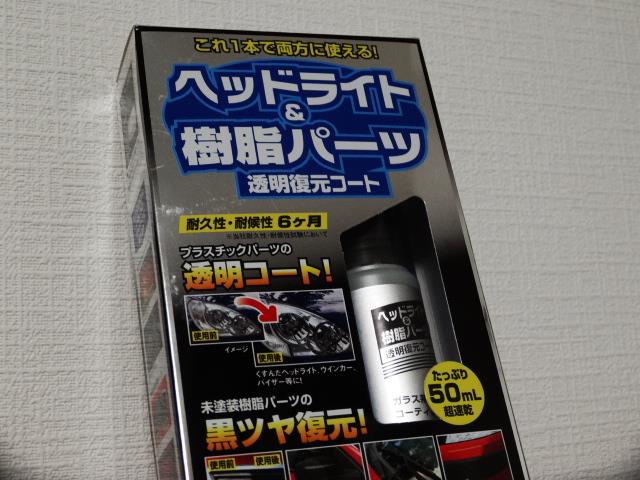 これ1本で両方に使える!
ヘッドライト
&
樹脂パーツ
透明復元コート
耐久性・耐候性 6ヶ月
※当社耐久性・耐候性試験において
プラスチックパーツの
透明コート!
使用前
イメージ
使用後
くすんだヘッドライト、ウインカー、
バイザー等に!
未塗装樹脂パーツの
黒ツヤ復元!
使用前
使用後
ヘッドライト
&
樹脂パーツ
透明復元コート
ガラス系
コーティ
たっぷり
50mL
超速乾